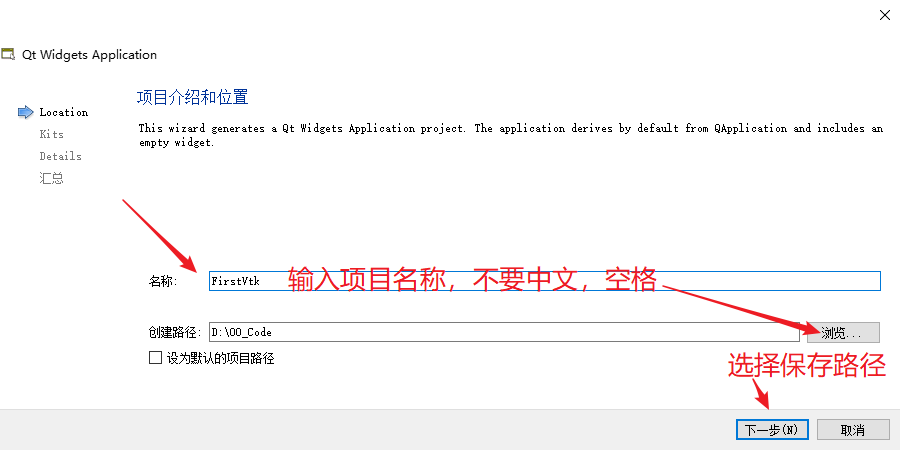 Qt Widgets Application
Location
Kits
Details
汇总
项目介绍和位置
This wizard generates a Qt Widgets Application project. The application derives by default from QApplication and includes an
empty widget.
名称:
FirstVtk
输入项目名称，不要中文，空格
创建路径:
D:\00_Code
浏览...
设为默认的项目路径
选择保存路径
下一步(N)
取消